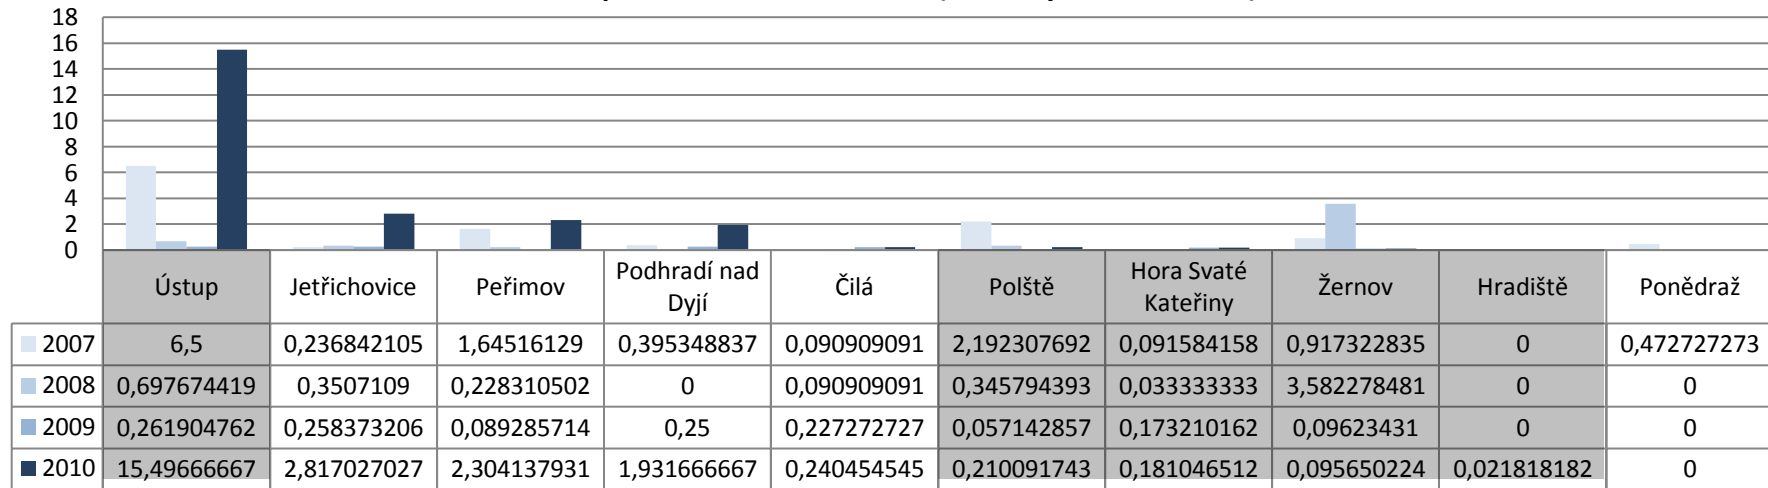 18
16
14
12
10
8
6
4
2
0
Ústup Jetřichovice Peřimov Podhradí nad Dyjí Čilá Polště Hora Svaté Kateřiny Žernov Hradiště Ponědraž
2007 6,5 0,236842105 1,64516129 0,395348837 0,090909091 2,192307692 0,091584158 0,917322835 0 0,472727273
2008 0,697674419 0,3507109 0,228310502 0 0,090909091 0,345794393 0,033333333 3,582278481 0 0
2009 0,261904762 0,258373206 0,089285714 0,25 0,227272727 0,057142857 0,173210162 0,09623431 0 0
2010 15,49666667 2,817027027 2,304137931 1,931666667 0,240454545 0,210091743 0,181046512 0,095650224 0,021818182 0